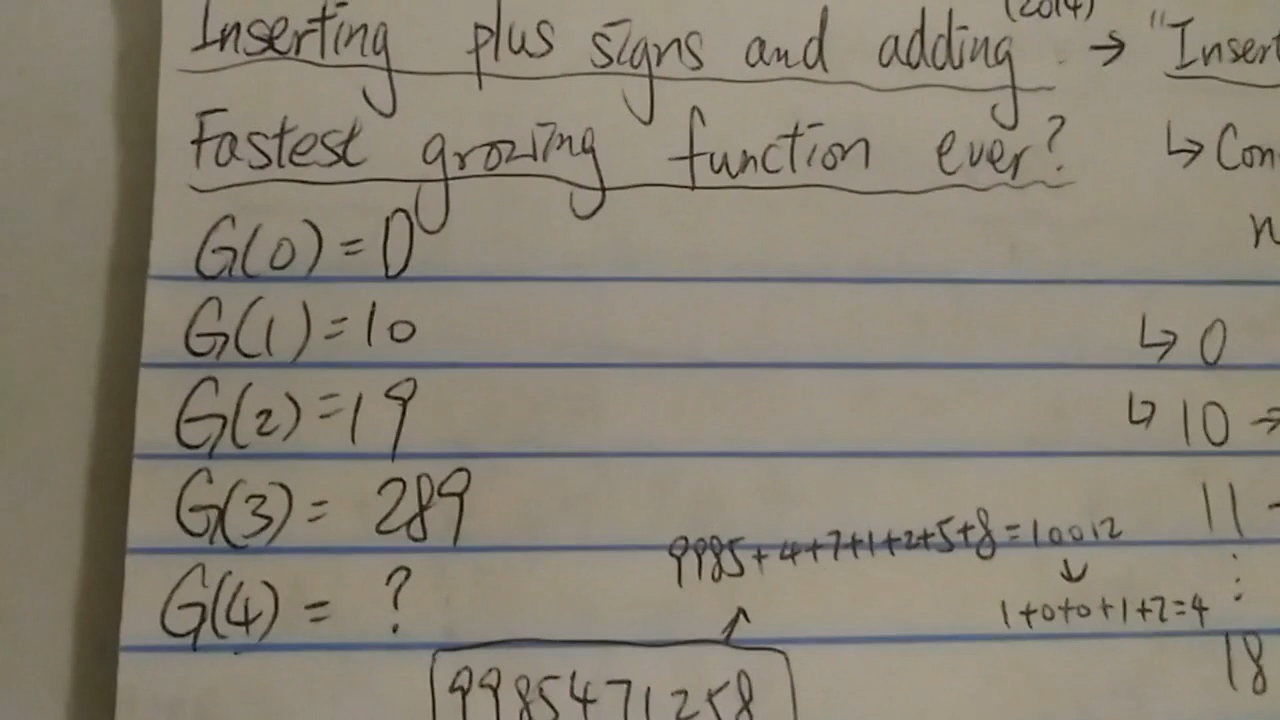 (2014)
Inserting plus signs and adding → "Insert
Fastest growing function ever? ↳ Con
G(0) = 0
n
G(1) = 10 ↳ 0
G(2) = 19 ↳ 10 →
G(3) = 289 11 -
9985+4+7+1+2+5+8=10012
↓
⋮
G(4) = ? 1+0+0+1+2=4
↑
18
9985471258